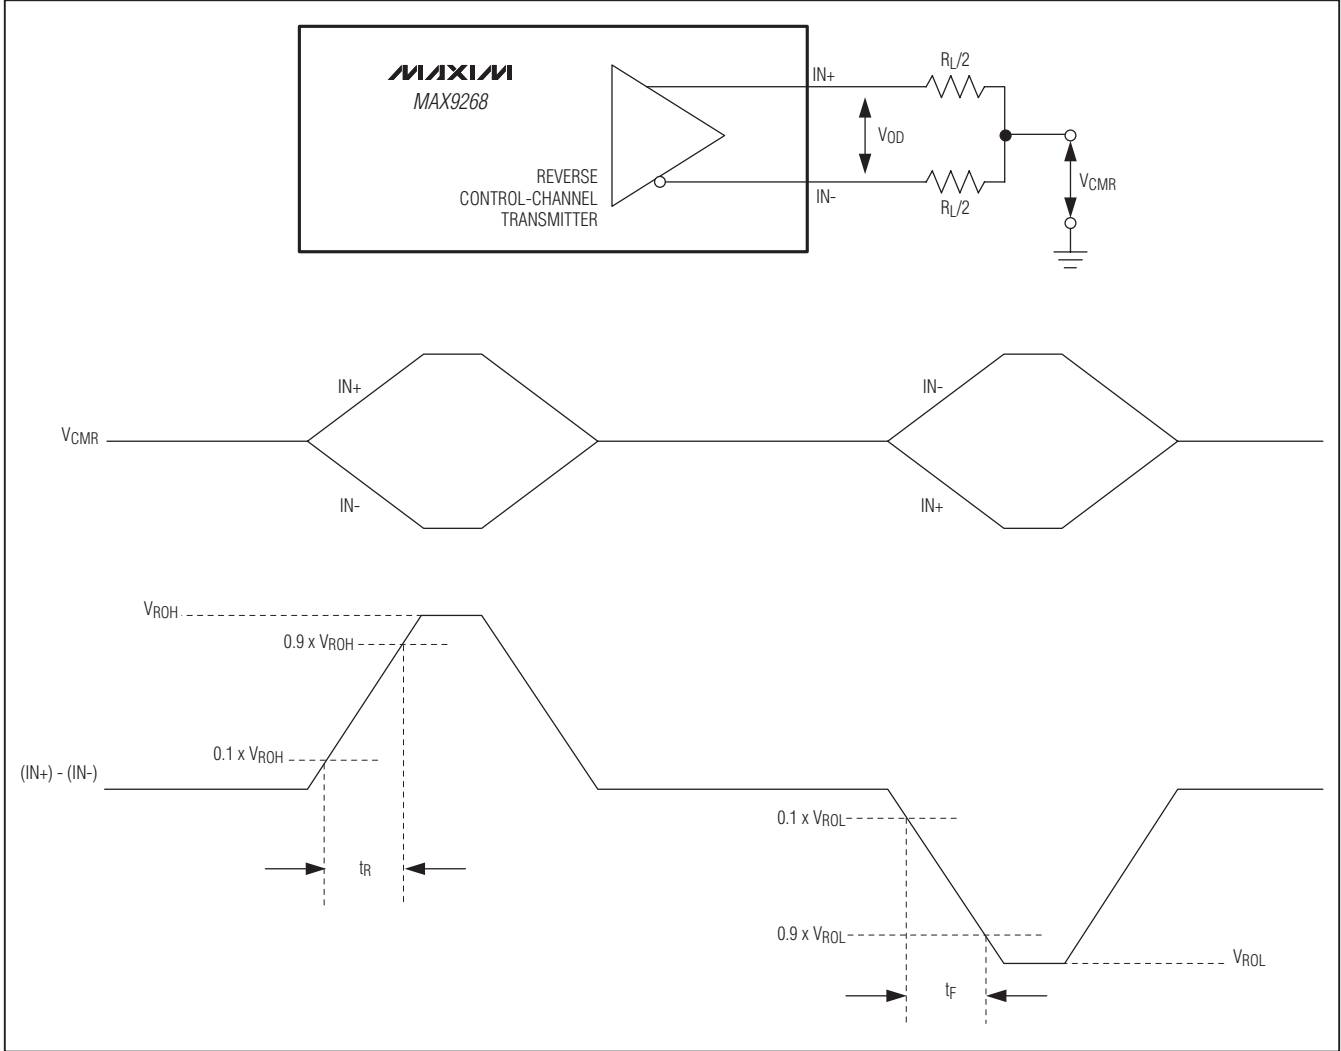 MAXIM
MAX9268
REVERSE
CONTROL-CHANNEL
TRANSMITTER
IN+
IN-
VOD
RL/2
RL/2
VCMR
VCMR
IN+
IN-
IN-
IN+
VROH
0.9 x VROH
0.1 x VROH
(IN+) - (IN-)
tR
0.1 x VROL
0.9 x VROL
VROL
tF